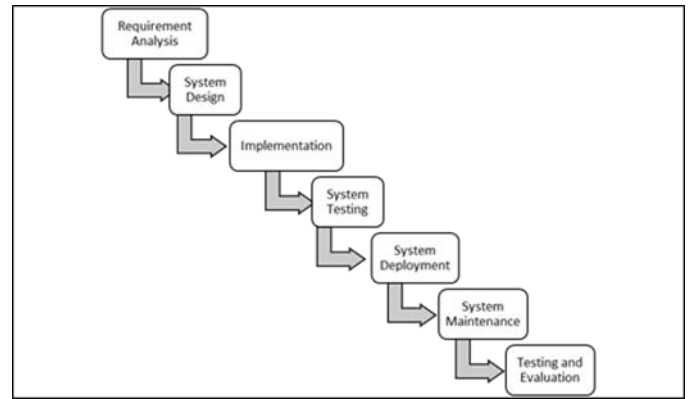 Requirement
Analysis
System
Design
Implementation
System
Testing
System
Deployment
System
Maintenance
Testing and
Evaluation